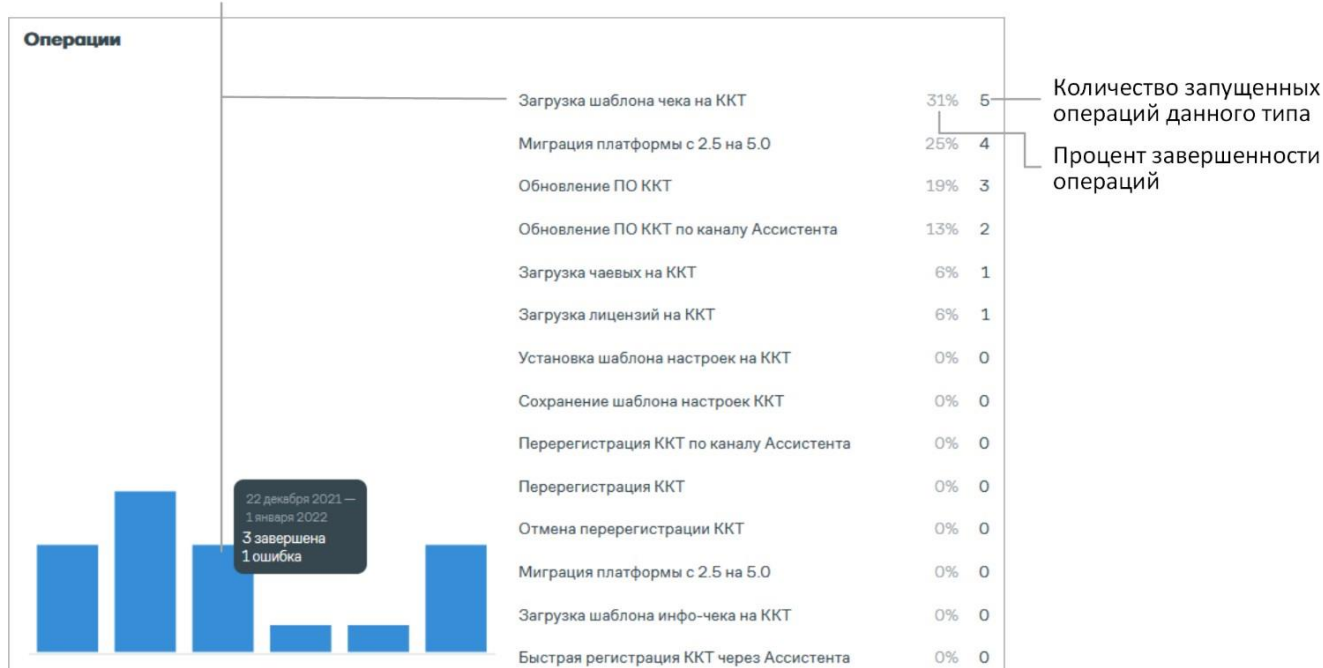 Операции
Загрузка шаблона чека на ККТ 31% 5
Количество запущенных
операций данного типа
Миграция платформы с 2.5 на 5.0 25% 4
Процент завершенности
операций
Обновление ПО ККТ 19% 3
Обновление ПО ККТ по каналу Ассистента 13% 2
Загрузка чаевых на ККТ 6% 1
Загрузка лицензий на ККТ 6% 1
Установка шаблона настроек на ККТ 0% 0
Сохранение шаблона настроек ККТ 0% 0
Перерегистрация ККТ по каналу Ассистента 0% 0
Перерегистрация ККТ 0% 0
Отмена перерегистрации ККТ 0% 0
Миграция платформы с 2.5 на 5.0 0% 0
Загрузка шаблона инфо-чека на ККТ 0% 0
Быстрая регистрация ККТ через Ассистента 0% 0
22 декабря 2021 —
1 января 2022
3 завершена
1 ошибка